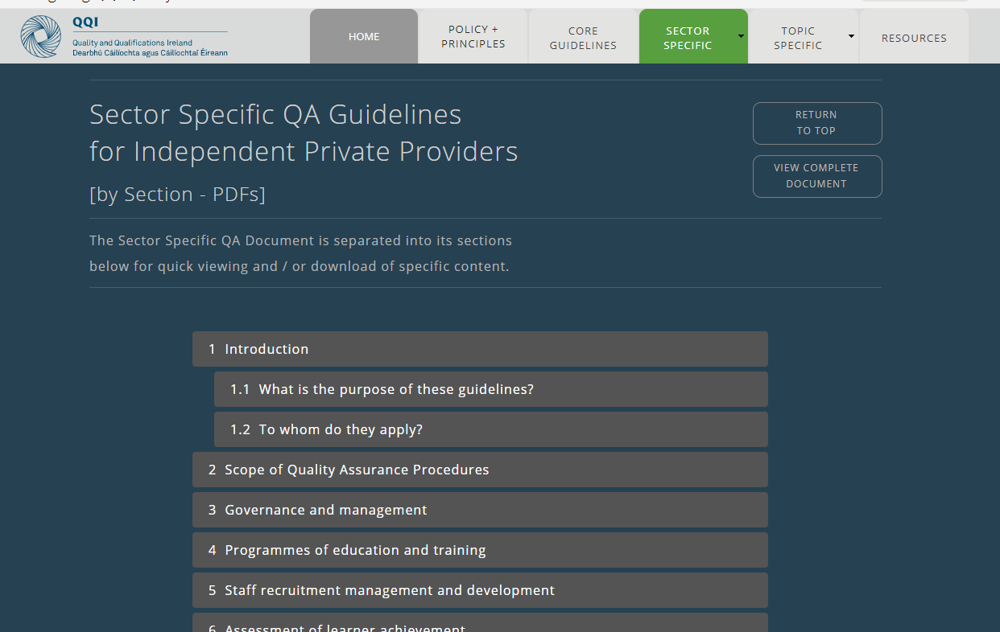 QQI
Quality and Qualifications Ireland
Dearbhú Cáilíochta agus Cáilíochtaí Éireann
HOME
POLICY +
PRINCIPLES
CORE
GUIDELINES
SECTOR
SPECIFIC
TOPIC
SPECIFIC
RESOURCES
Sector Specific QA Guidelines
for Independent Private Providers
[by Section - PDFs]
RETURN
TO TOP
VIEW COMPLETE
DOCUMENT
The Sector Specific QA Document is separated into its sections
below for quick viewing and / or download of specific content.
1 Introduction
1.1 What is the purpose of these guidelines?
1.2 To whom do they apply?
2 Scope of Quality Assurance Procedures
3 Governance and management
4 Programmes of education and training
5 Staff recruitment management and development
6 Assessment of learner achievement